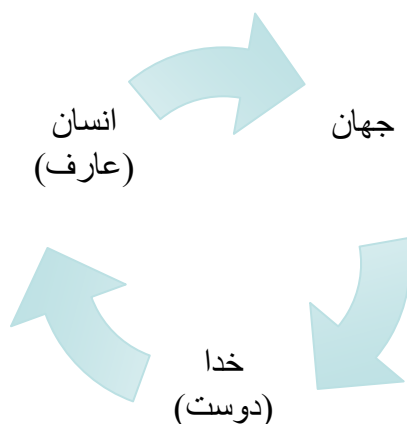 جهان
انسان
(عارف)
خدا
(دوست)